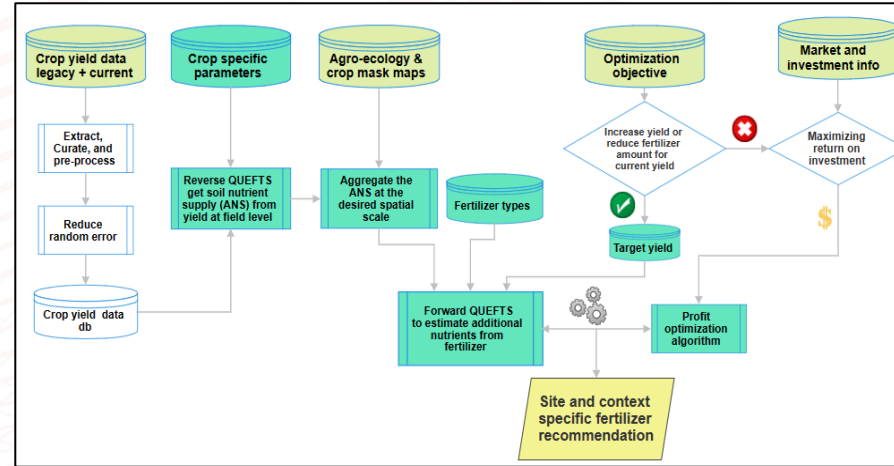 Crop yield data
legacy + current
Crop specific
parameters
Agro-ecology &
crop mask maps
Optimization
objective
Market and
investment info
Extract,
Curate, and
pre-process
Reduce
random error
Crop yield data
db
Reverse QUEFTS
get soil nutrient
supply (ANS) from
yield at field level
Aggregate the
ANS at the
desired spatial
scale
Fertilizer types
Increase yield or
reduce fertilizer
amount for
current yield
Maximizing
return on
investment
$
Target yield
Forward QUEFTS
to estimate additional
nutrients from
fertilizer
Profit
optimization
algorithm
Site and context
specific fertilizer
recommendation